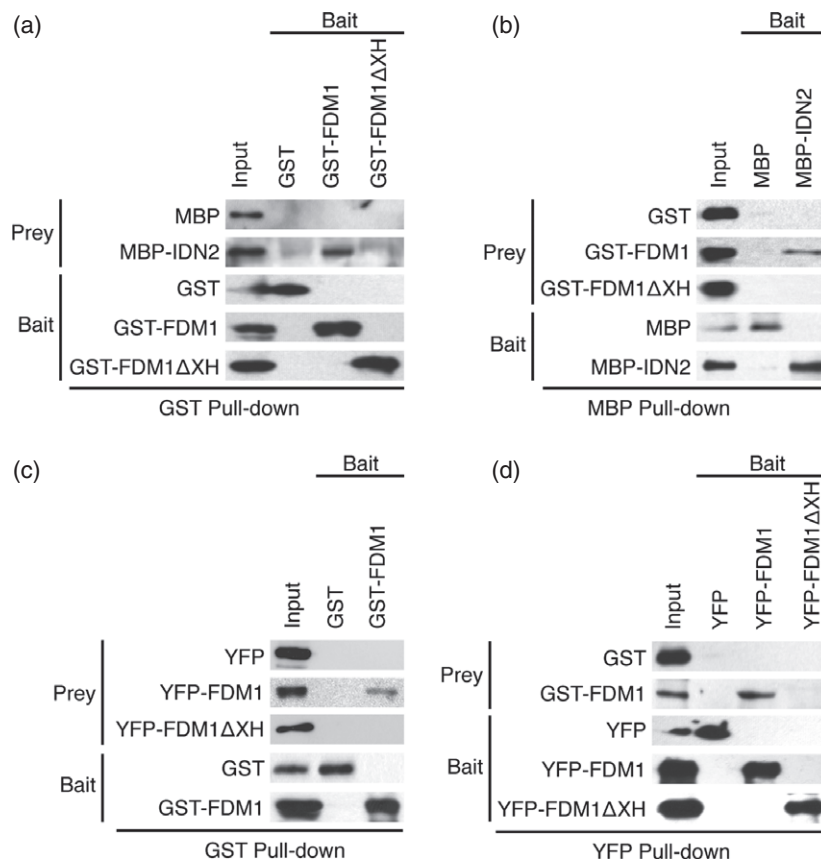 (a)
Bait
Input
GST
GST-FDM1
GST-FDM1ΔXH
Prey
MBP
MBP-IDN2
Bait
GST
GST-FDM1
GST-FDM1ΔXH
GST Pull-down
(b)
Bait
Input
MBP
MBP-IDN2
Prey
GST
GST-FDM1
GST-FDM1ΔXH
Bait
MBP
MBP-IDN2
MBP Pull-down
(c)
Bait
Input
GST
GST-FDM1
Prey
YFP
YFP-FDM1
YFP-FDM1ΔXH
Bait
GST
GST-FDM1
GST Pull-down
(d)
Bait
Input
YFP
YFP-FDM1
YFP-FDM1ΔXH
Prey
GST
GST-FDM1
Bait
YFP
YFP-FDM1
YFP-FDM1ΔXH
YFP Pull-down